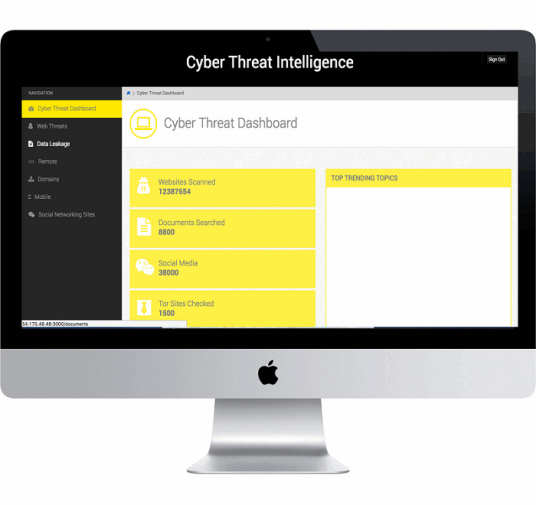 Cyber Threat Intelligence
Sign Out
NAVIGATION
Cyber Threat Dashboard
Web Threats
Data Leakage
Remote
Domains
Mobile
Social Networking Sites
Cyber Threat Dashboard
Cyber Threat Dashboard
Websites Scanned
12387654
Documents Searched
8800
Social Media
38000
Tor Sites Checked
1500
TOP TRENDING TOPICS
54.175.48.48:3000/documents